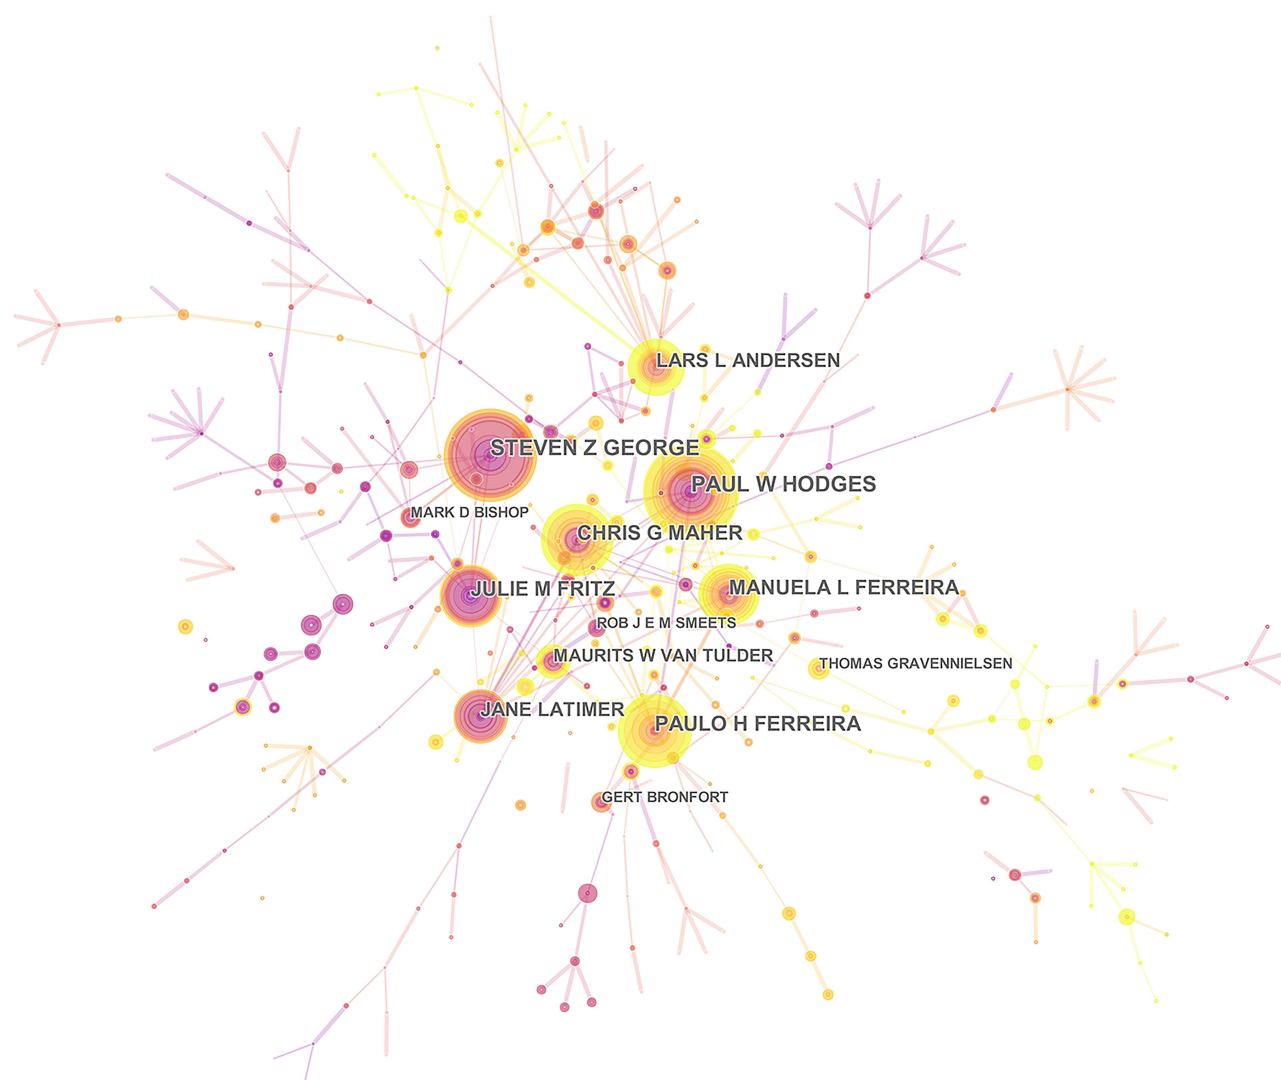 LARS L ANDERSEN
STEVEN Z GEORGE
PAUL W HODGES
MARK D BISHOP
CHRIS G MAHER
JULIE M FRITZ
MANUELA L FERREIRA
ROB J E M SMEETS
MAURITS W VAN TULDER
THOMAS GRAVENNIELSEN
JANE LATIMER
PAULO H FERREIRA
GERT BRONFORT